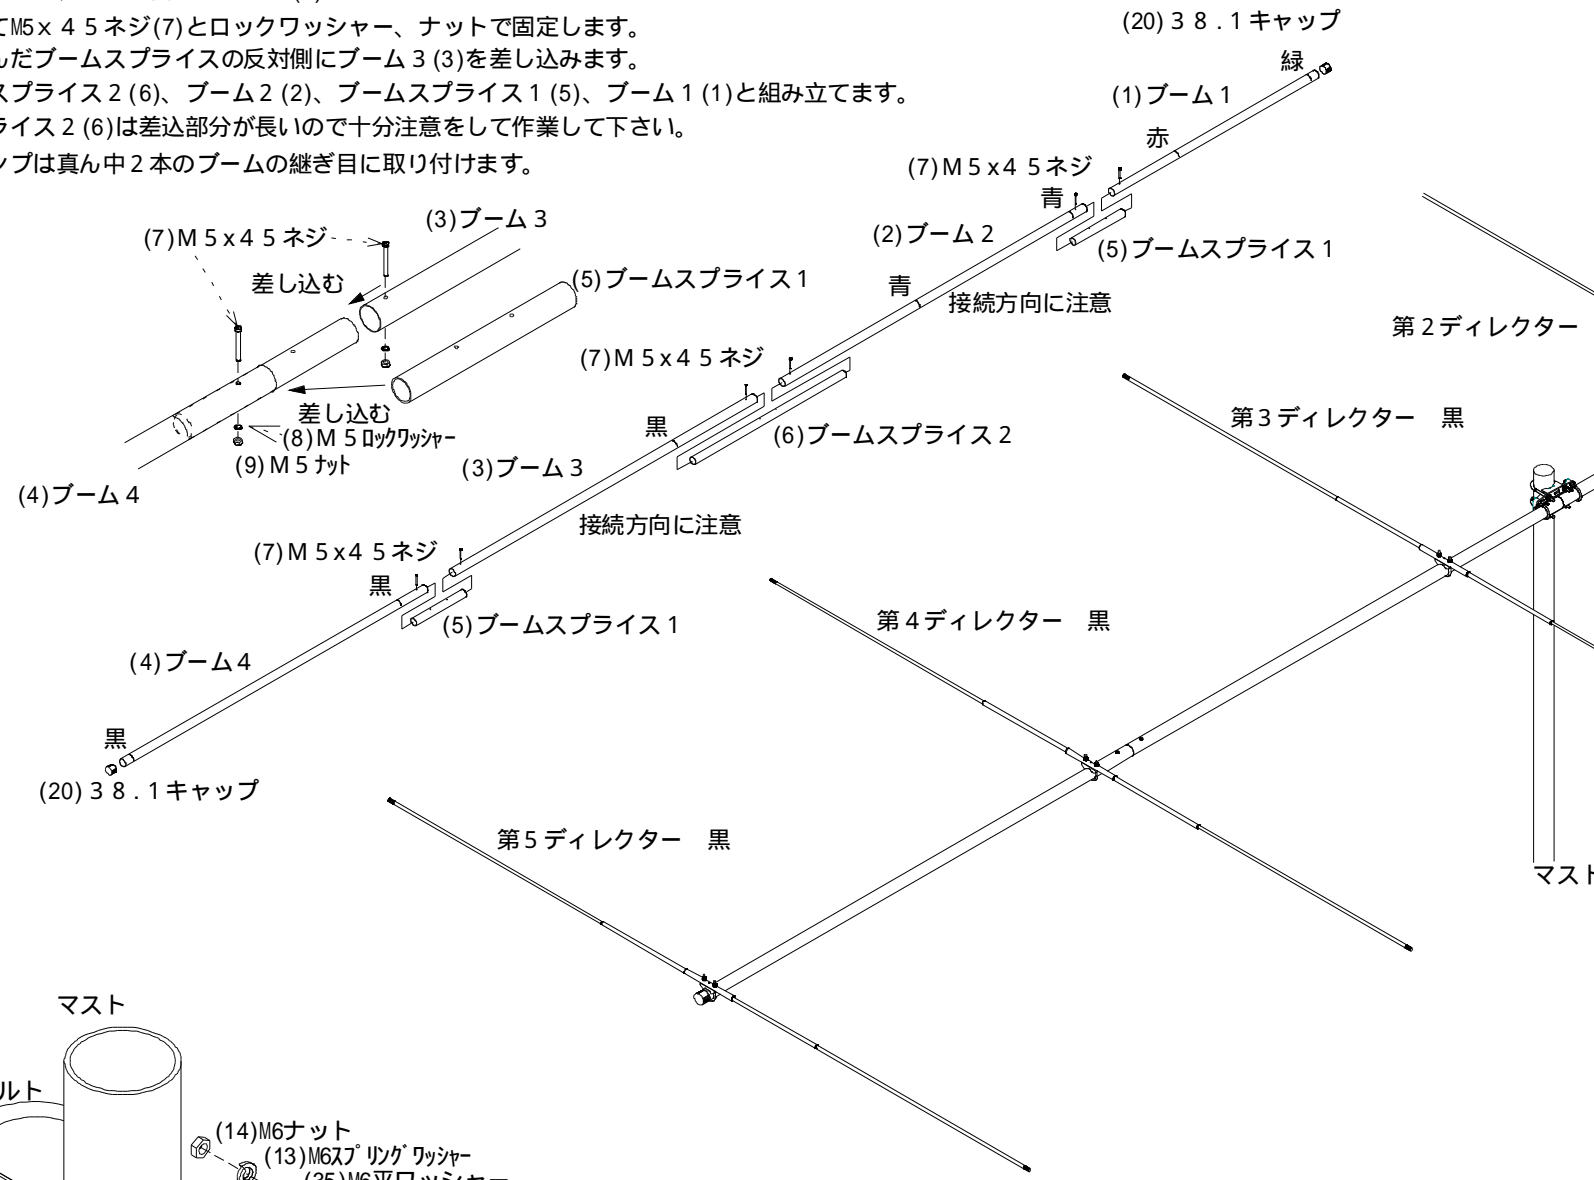 てM5x45ネジ(7)とロックワッシャー、ナットで固定します。
んだブームスプライスの反対側にブーム3(3)を差し込みます。
スプライス2(6)、ブーム2(2)、ブームスプライス1(5)、ブーム1(1)と組み立てます。
ライス2(6)は差込部分が長いので十分注意をして作業して下さい。
ンプは真ん中2本のブームの継ぎ目に取り付けます。
(20)38.1キャップ
緑
(1)ブーム1
赤
(7)M5x45ネジ
青
(2)ブーム2
(5)ブームスプライス1
青
接続方向に注意
(7)M5x45ネジ
(3)ブーム3
差し込む
(5)ブームスプライス1
差し込む
(8)M5ロックワッシャー
(9)M5ナット
(4)ブーム4
(7)M5x45ネジ
黒
(6)ブームスプライス2
(3)ブーム3
接続方向に注意
(7)M5x45ネジ
黒
(5)ブームスプライス1
(4)ブーム4
黒
(20)38.1キャップ
第2ディレクター
第3ディレクター 黒
第4ディレクター 黒
第5ディレクター 黒
マスト
マスト
ルト
(14)M6ナット
(13)M6スプリングワッシャー
(35)M6平ワッシャー